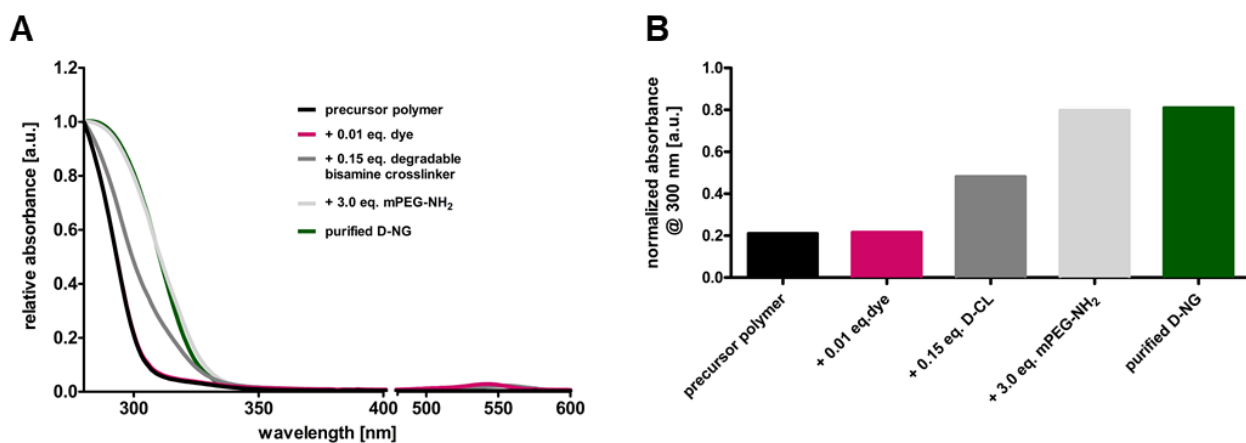 A
relative absorbance [a.u.]
1.2
1.0
0.8
0.6
0.4
0.2
0.0
300
350
400
500
550
600
wavelength [nm]
precursor polymer
+ 0.01 eq. dye
+ 0.15 eq. degradable
bisamine crosslinker
+ 3.0 eq. mPEG-NH₂
purified D-NG
B
normalized absorbance
@ 300 nm [a.u.]
1.0
0.8
0.6
0.4
0.2
0.0
precursor polymer
+ 0.01 eq.dye
+ 0.15 eq. D-CL
+ 3.0 eq. mPEG-NH₂
purified D-NG